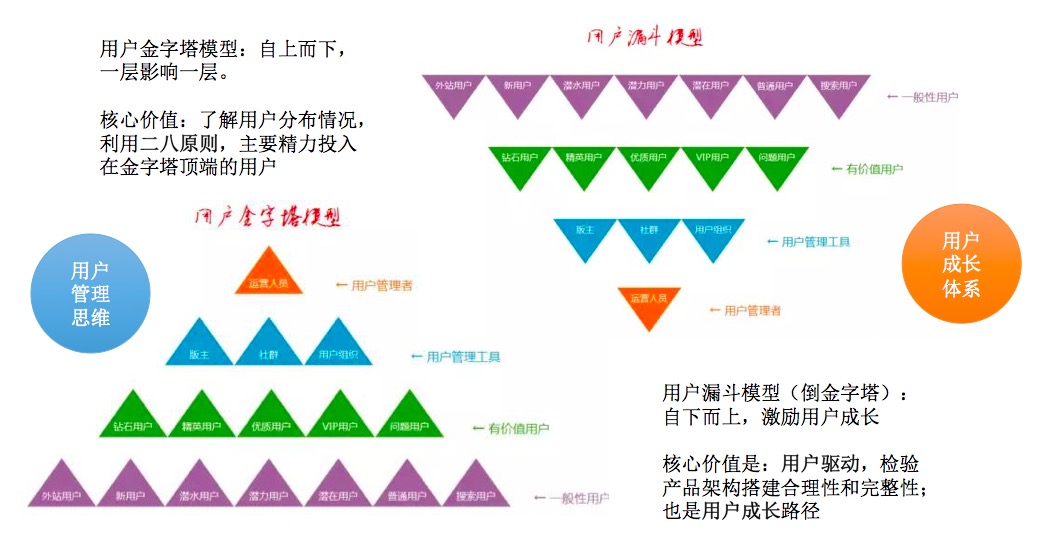 用户金字塔模型：自上而下，
一层影响一层。
核心价值：了解用户分布情况，
利用二八原则，主要精力投入
在金字塔顶端的用户
用户漏斗模型
外站用户 新用户 潜水用户 潜力用户 潜在用户 普通用户 搜索用户 ←一般性用户
钻石用户 精英用户 优质用户 VIP用户 问题用户 ←有价值用户
版主 社群 用户组织 ←用户管理工具
运营人员 ←用户管理者
用户
成长
体系
用户金字塔模型
用户
管理
思维
运营人员 ←用户管理者
版主 社群 用户组织 ←用户管理工具
钻石用户 精英用户 优质用户 VIP用户 问题用户 ←有价值用户
外站用户 新用户 潜水用户 潜力用户 潜在用户 普通用户 搜索用户 ←一般性用户
用户漏斗模型（倒金字塔）：
自下而上，激励用户成长
核心价值是：用户驱动，检验
产品架构搭建合理性和完整性；
也是用户成长路径